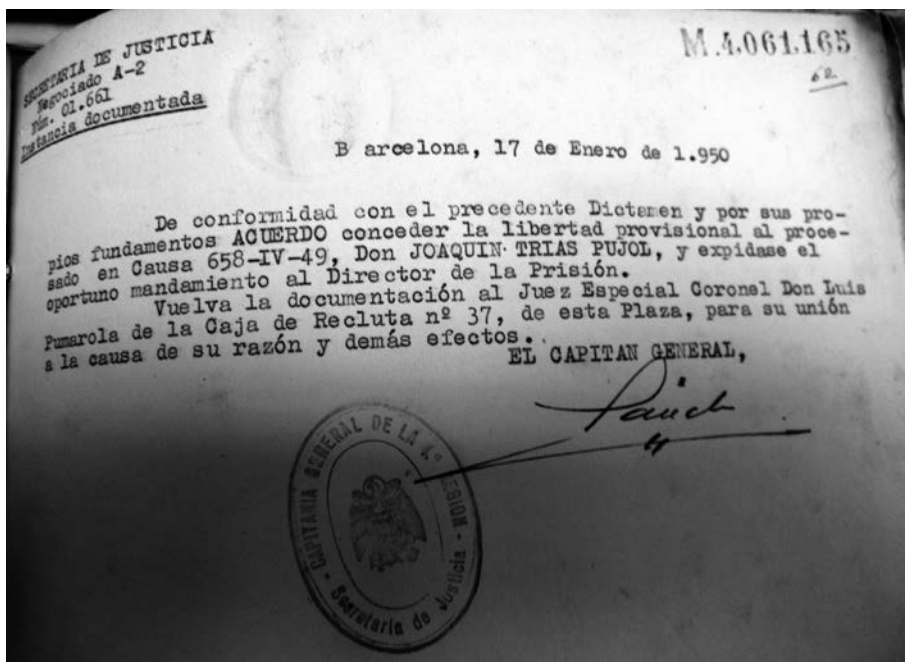 SECRETARIA DE JUSTICIA
Negociado A-2
Núm. 01.661
Instancia documentada
M.4.061.165
62
B arcelona, 17 de Enero de 1.950
De conformidad con el precedente Dictamen y por sus pro-
pios fundamentos ACUERDO conceder la libertad provisional al proce-
sado en Causa 658-IV-49, Don JOAQUIN TRIAS PUJOL, y expidase el
oportuno mandamiento al Director de la Prisión.
Vuelva la documentación al Juez Especial Coronel Don Luis
Pumarola de la Caja de Recluta nº 37, de esta Plaza, para su unión
a la causa de su razón y demás efectos.
EL CAPITAN GENERAL,
CAPITANIA GENERAL DE LA 4ª REGION
- Secretaria de Justicia -